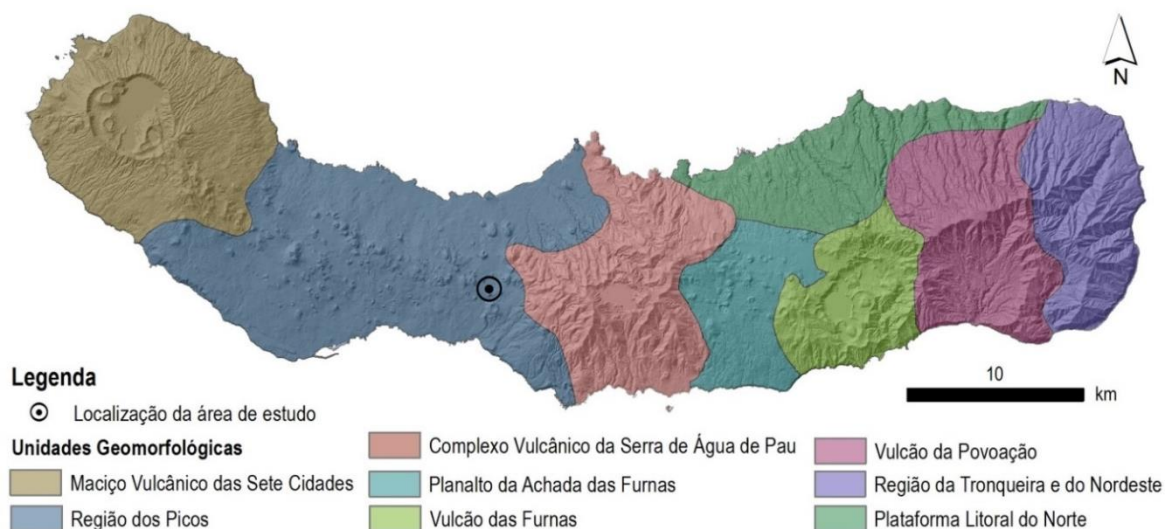 N
10
km
Legenda
Localização da área de estudo
Unidades Geomorfológicas
Maciço Vulcânico das Sete Cidades
Região dos Picos
Complexo Vulcânico da Serra de Água de Pau
Planalto da Achada das Furnas
Vulcão das Furnas
Vulcão da Povoação
Região da Tronqueira e do Nordeste
Plataforma Litoral do Norte